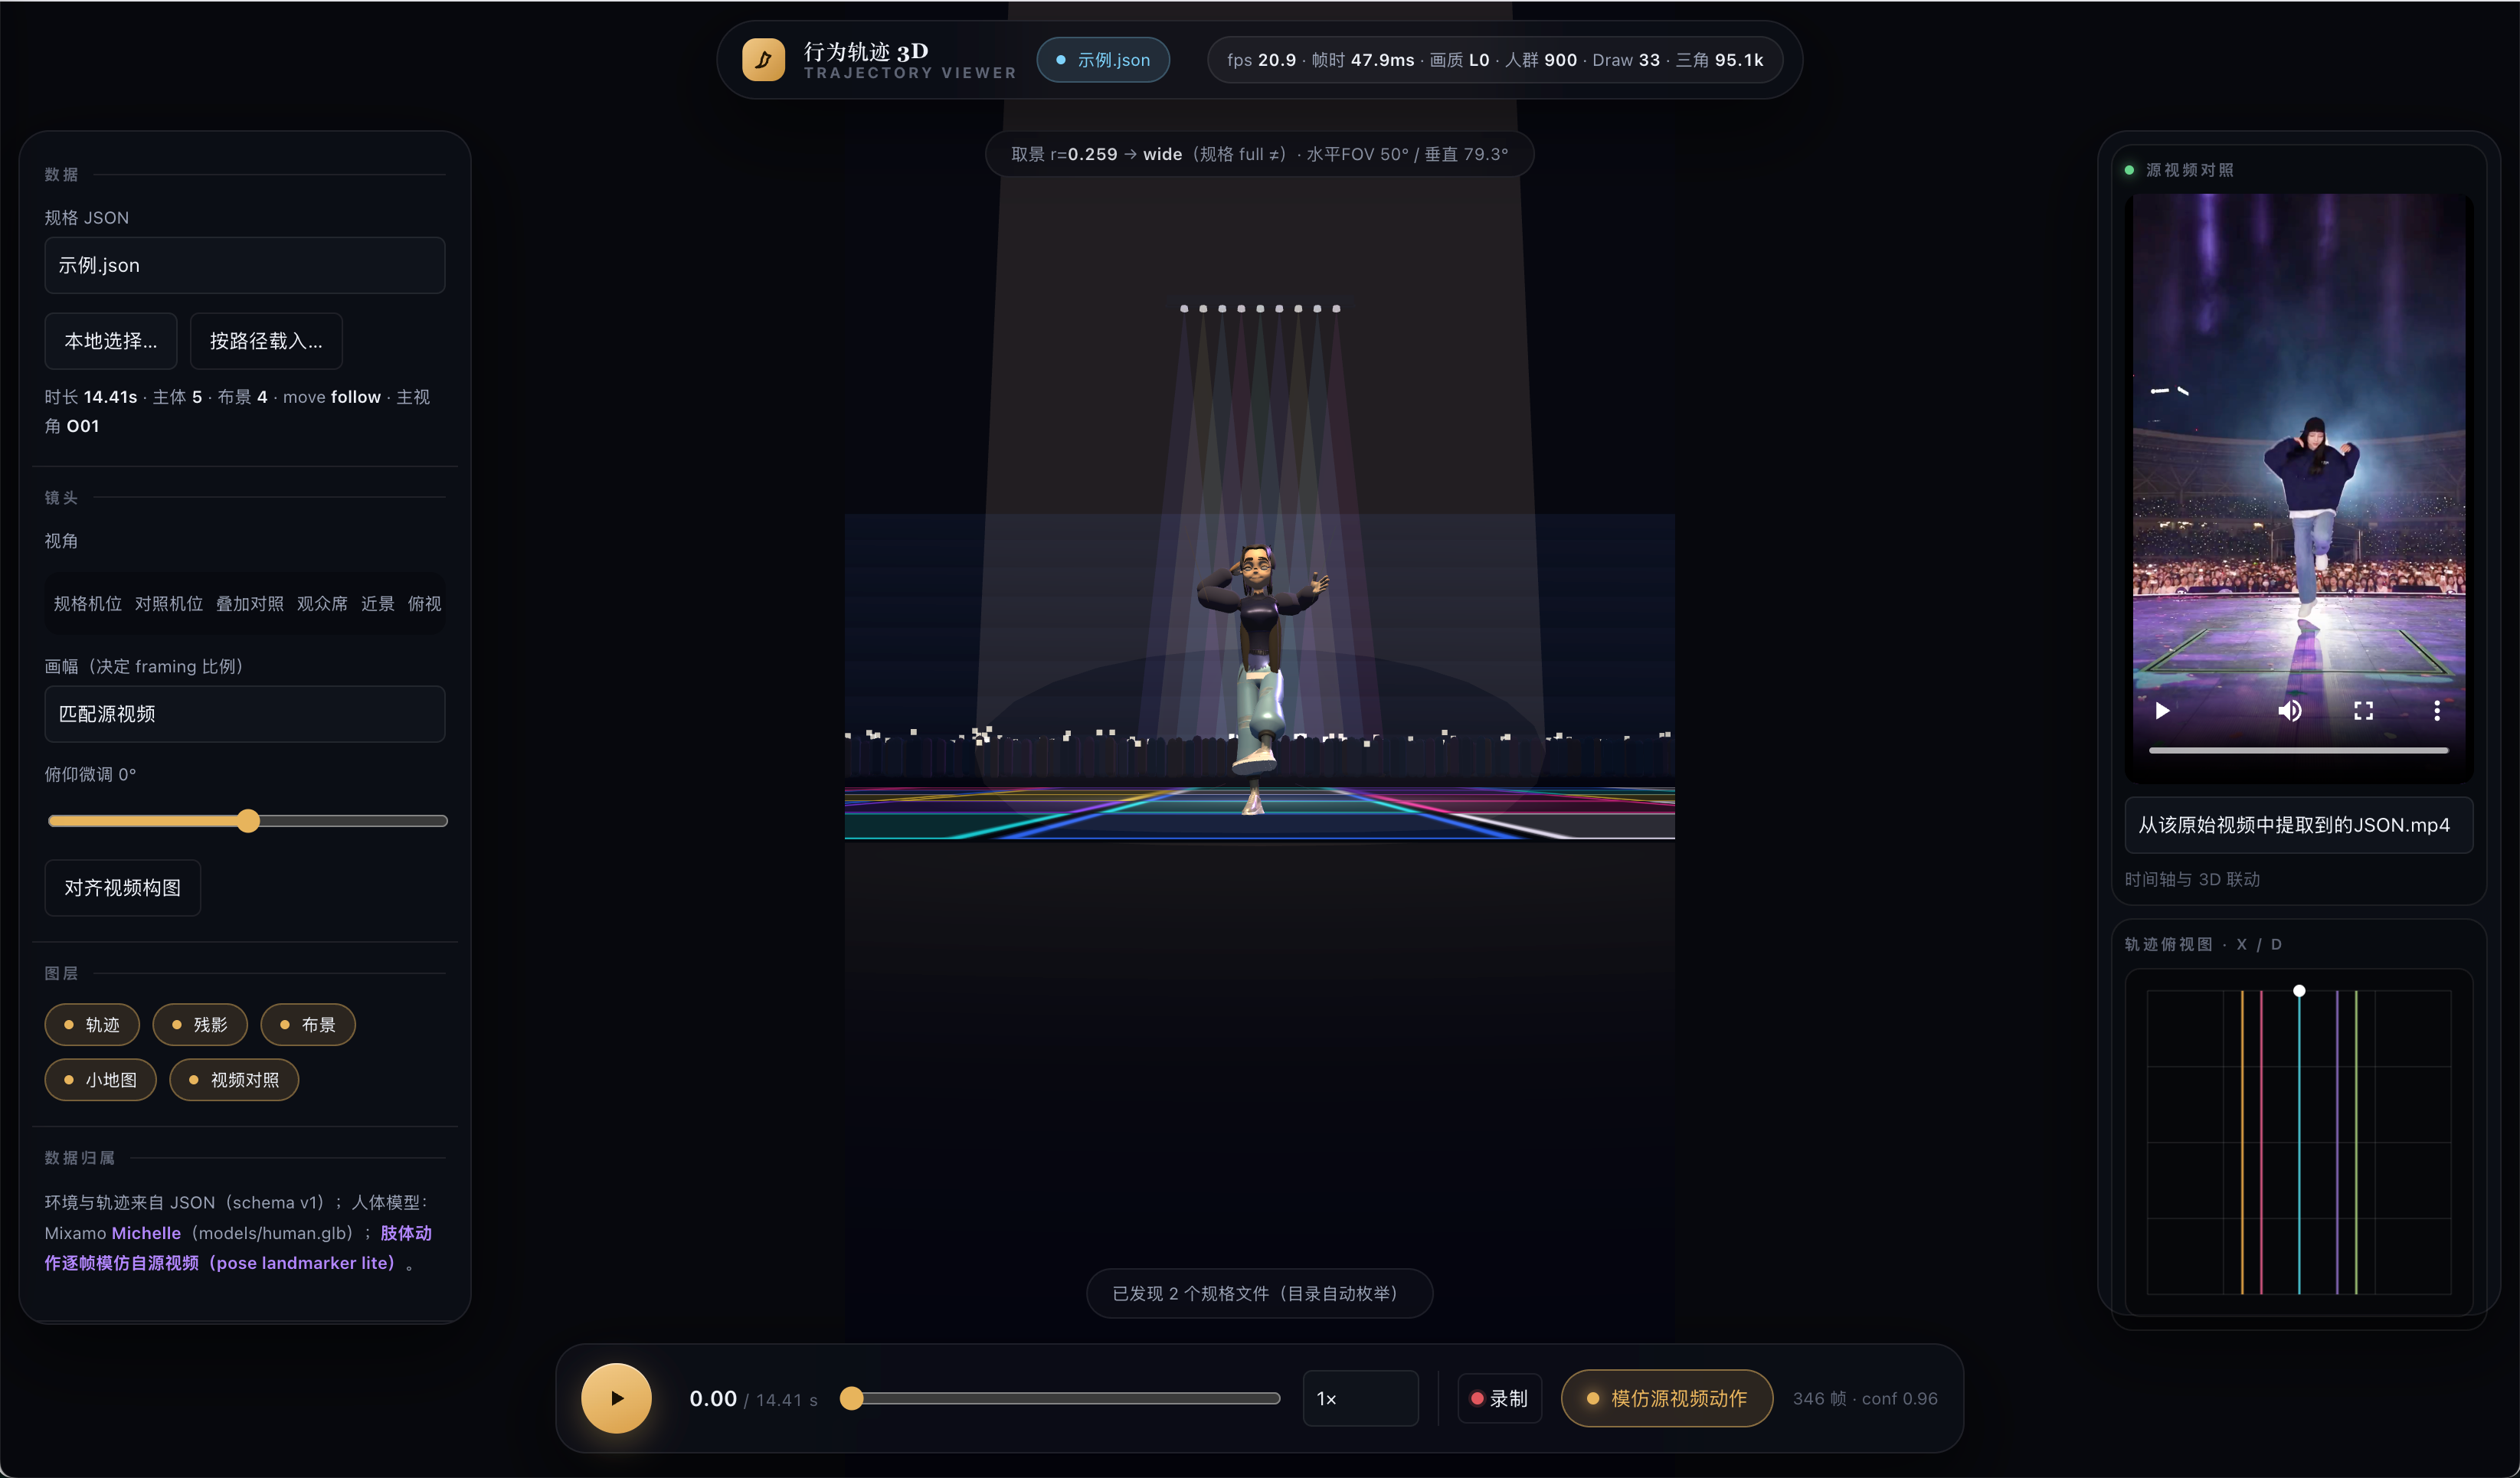 行为轨迹 3D
TRAJECTORY VIEWER
示例.json
fps 20.9 · 帧时 47.9ms · 画质 L0 · 人群 900 · Draw 33 · 三角 95.1k
取景 r=0.259 → wide（规格 full ≠）· 水平FOV 50° / 垂直 79.3°
数据
规格 JSON
示例.json
本地选择...
按路径载入...
时长 14.41s · 主体 5 · 布景 4 · move follow · 主视
角 O01
镜头
视角
规格机位 对照机位 叠加对照 观众席 近景 俯视
画幅（决定 framing 比例）
匹配源视频
俯仰微调 0°
对齐视频构图
图层
轨迹
残影
布景
小地图
视频对照
数据归属
环境与轨迹来自 JSON（schema v1）；人体模型：
Mixamo Michelle（models/human.glb）；肢体动
作逐帧模仿自源视频（pose landmarker lite）。
源视频对照
从该原始视频中提取到的JSON.mp4
时间轴与 3D 联动
轨迹俯视图 · X / D
已发现 2 个规格文件（目录自动枚举）
0.00 / 14.41 s
1×
录制
模仿源视频动作
346 帧 · conf 0.96